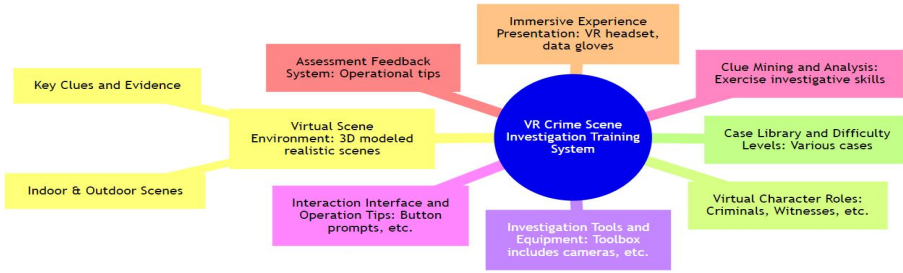 Immersive Experience
Presentation: VR headset,
data gloves
Assessment Feedback
System: Operational tips
Clue Mining and Analysis:
Exercise investigative skills
Key Clues and Evidence
Virtual Scene
Environment: 3D modeled
realistic scenes
VR Crime Scene
Investigation Training
System
Case Library and Difficulty
Levels: Various cases
Indoor & Outdoor Scenes
Interaction Interface and
Operation Tips: Button
prompts, etc.
Virtual Character Roles:
Criminals, Witnesses, etc.
Investigation Tools and
Equipment: Toolbox
includes cameras, etc.